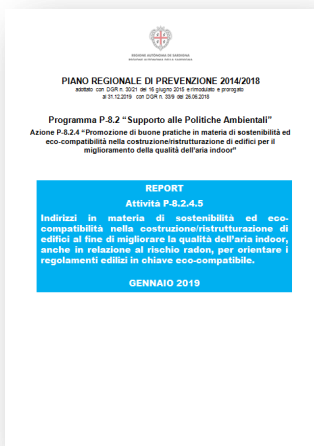 REGIONE AUTÒNOMA DE SARDIGNA
REGIONE AUTONOMA DELLA SARDEGNA
PIANO REGIONALE DI PREVENZIONE 2014/2018
adottato con DGR n. 30/21 del 16 giugno 2015 e rimodulato e prorogato
al 31.12.2019 con DGR n. 33/9 del 26.06.2018
Programma P-8.2 “Supporto alle Politiche Ambientali”
Azione P-8.2.4 “Promozione di buone pratiche in materia di sostenibilità ed
eco-compatibilità nella costruzione/ristrutturazione di edifici per il
miglioramento della qualità dell’aria indoor”
REPORT
Attività P-8.2.4.5
Indirizzi in materia di sostenibilità ed eco-
compatibilità nella costruzione/ristrutturazione di
edifici al fine di migliorare la qualità dell’aria indoor,
anche in relazione al rischio radon, per orientare i
regolamenti edilizi in chiave eco-compatibile.
GENNAIO 2019